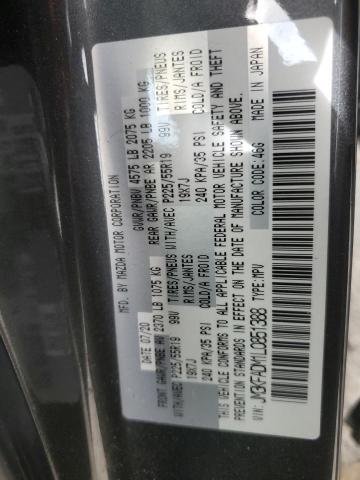 MFD. BY MAZDA MOTOR CORPORATION
DATE: 07/20 GVWR/PNBV 4575 LB 2075 KG
FRONT GAWR/PNBE AV 2370 LB 1075 KG REAR GAWR/PNBE AR 2205 LB 1000 KG
WITH/AVEC P225/55R19 99V TIRES/PNEUS WITH/AVEC P225/55R19 99V TIRES/PNEUS
19X7J RIMS/JANTES 19X7J RIMS/JANTES
240 KPA/35 PSI COLD/A FROID 240 KPA/35 PSI COLD/A FROID
THIS VEHICLE CONFORMS TO ALL APPLICABLE FEDERAL MOTOR VEHICLE SAFETY AND THEFT
PREVENTION STANDARDS IN EFFECT ON THE DATE OF MANUFACTURE SHOWN ABOVE.
VIN: JM3KFADM1L0851388 TYPE: MPV COLOR: 46G MADE IN JAPAN